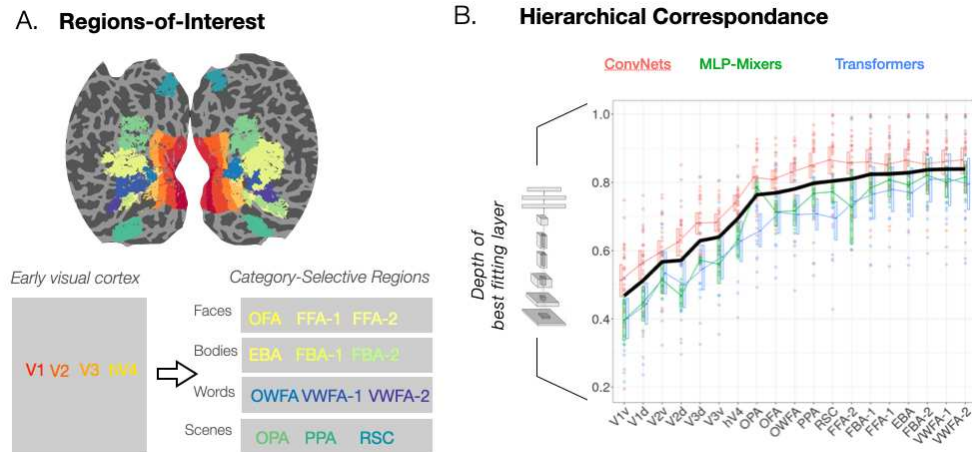 A. Regions-of-Interest
Early visual cortex
V1 V2 V3 hV4
Category-Selective Regions
Faces
OFA FFA-1 FFA-2
Bodies
EBA FBA-1 FBA-2
Words
OWFA VWFA-1 VWFA-2
Scenes
OPA PPA RSC
B. Hierarchical Correspondance
ConvNets MLP-Mixers Transformers
Depth of
best fitting layer
1.0
0.8
0.6
0.4
0.2
V1v V1d V2v V2d V3d V3v hV4 OPA OFA OWFA PPA RSC FFA-2 FBA-1 FFA-1 EBA FBA-2 VWFA-1 VWFA-2